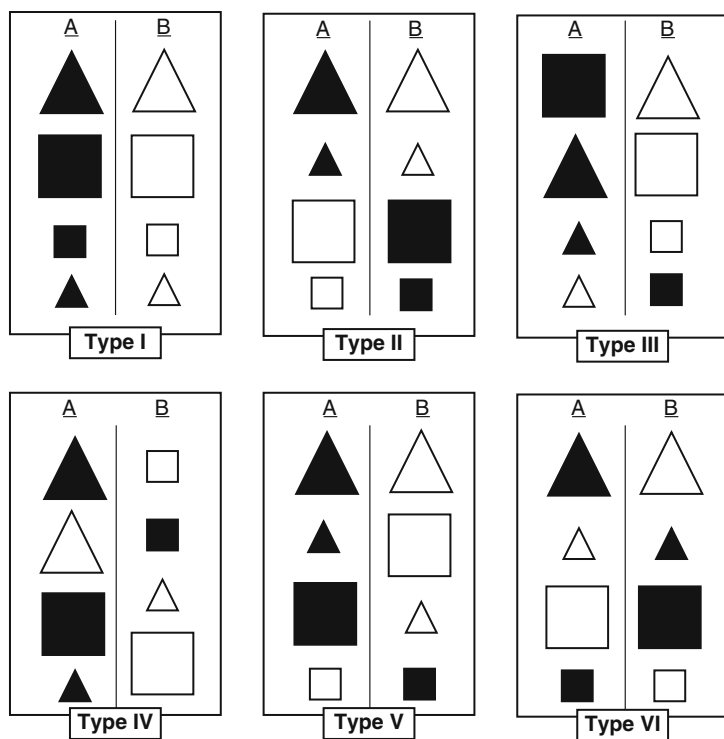 A B
A B
A B
Type I
Type II
Type III
A B
A B
A B
Type IV
Type V
Type VI